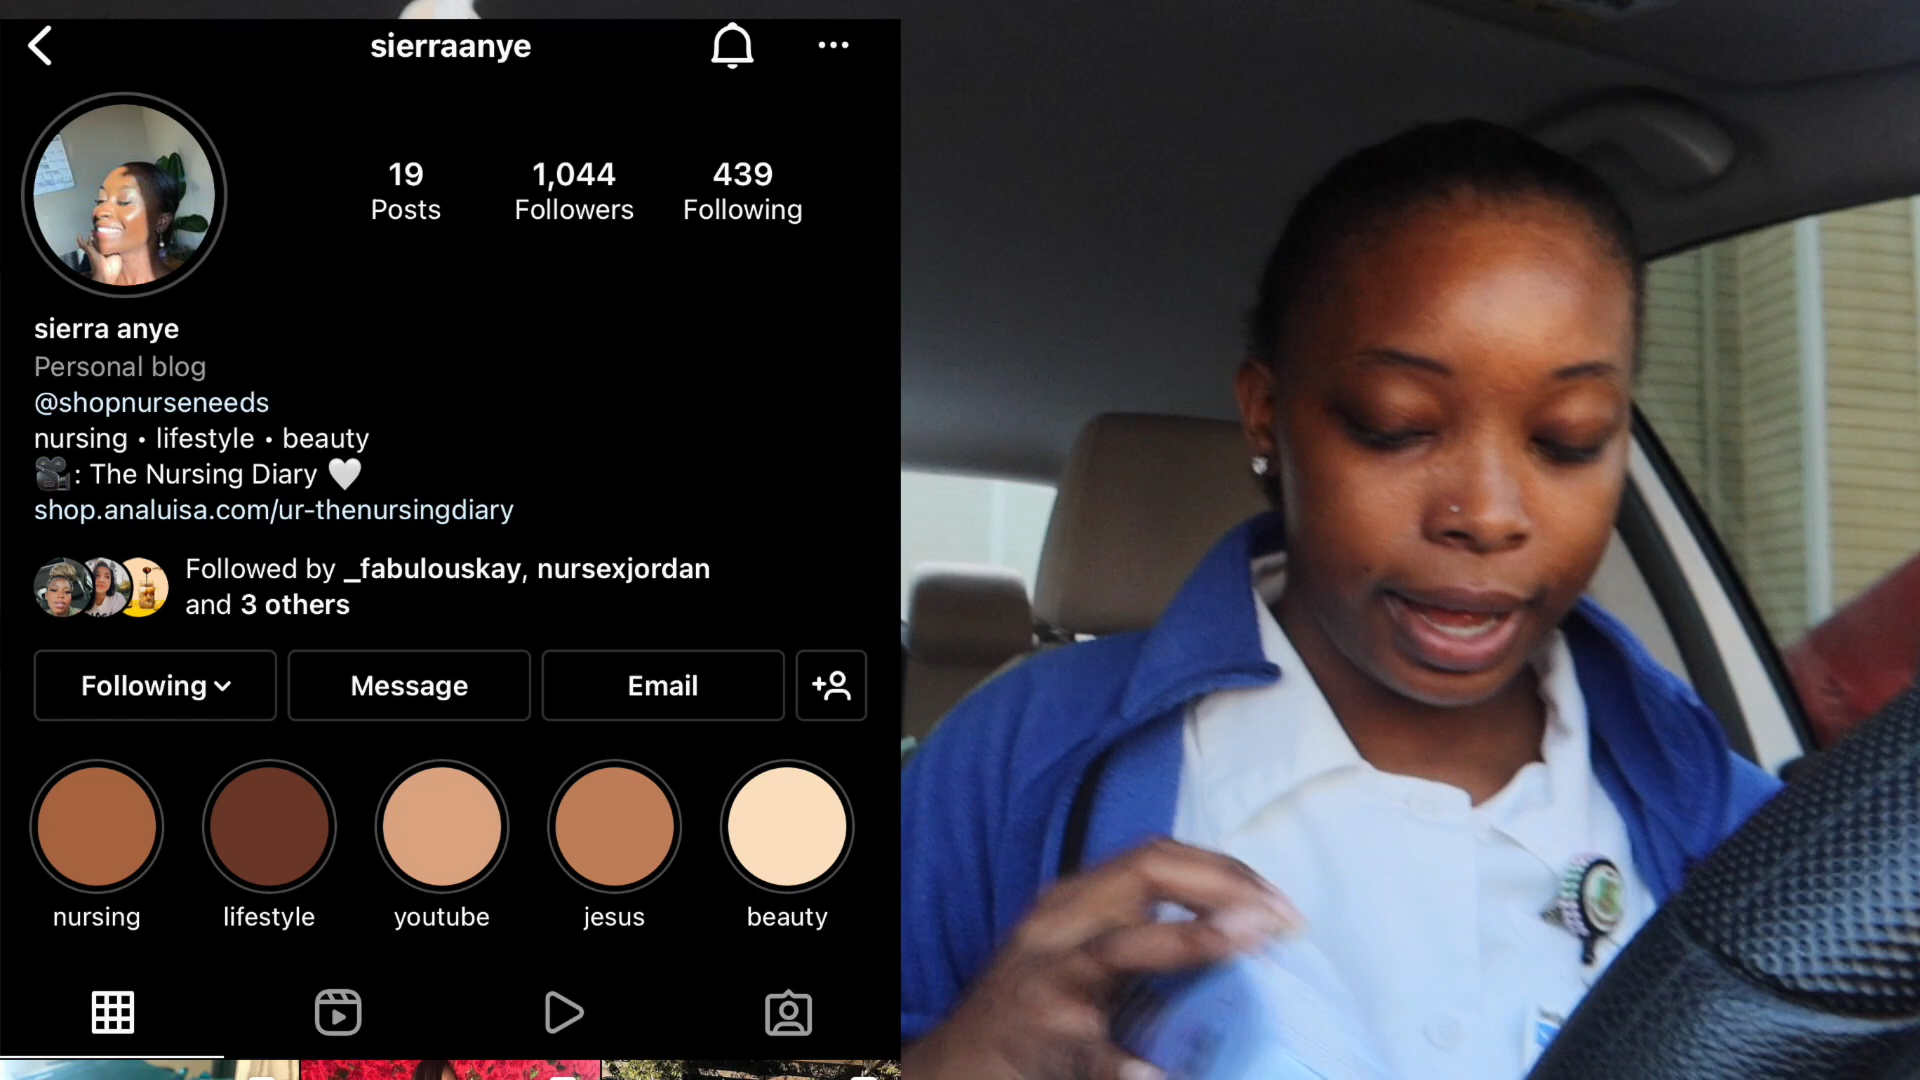 sierraanye
19 1,044 439
Posts Followers Following
sierra anye
Personal blog
@shopnurseneeds
nursing • lifestyle • beauty
🎥: The Nursing Diary 🤍
shop.analuisa.com/ur-thenursingdiary
Followed by _fabulouskay, nursexjordan
and 3 others
Following Message Email
nursing lifestyle youtube jesus beauty